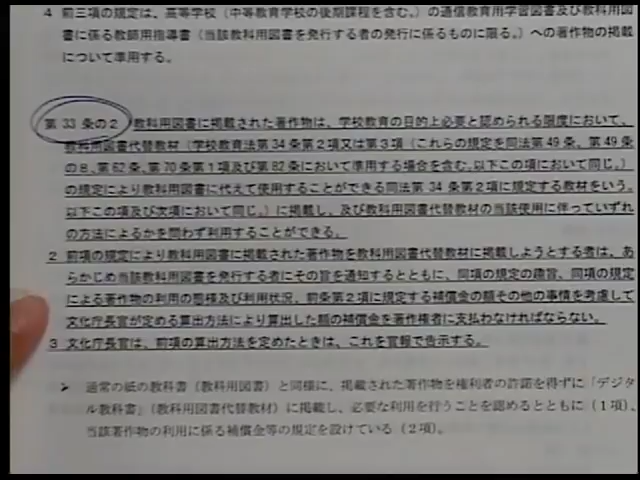 4 前三項の規定は、高等学校（中等教育学校の後期課程を含む。）の通信教育用学習図書及び教科用図
書に係る教師用指導書（当該教科用図書を発行する者の発行に係るものに限る。）への著作物の掲載
について準用する。
第33条の2 教科用図書に掲載された著作物は、学校教育の目的上必要と認められる限度において、
教科用図書代替教材（学校教育法第34条第2項又は第3項（これらの規定を同法第49条、第49条
の8、第62条、第70条第1項及び第82条において準用する場合を含む。以下この項において同じ。）
の規定により教科用図書に代えて使用することができる同法第34条第2項に規定する教材をいう。
以下この項及び次項において同じ。）に掲載し、及び教科用図書代替教材の当該使用に伴っていずれ
の方法によるかを問わず利用することができる。
2 前項の規定により教科用図書に掲載された著作物を教科用図書代替教材に掲載しようとする者は、あ
らかじめ当該教科用図書を発行する者にその旨を通知するとともに、同項の規定の趣旨、同項の規定
による著作物の利用の態様及び利用状況、前条第2項に規定する補償金の額その他の事情を考慮して
文化庁長官が定める算出方法により算出した額の補償金を著作権者に支払わなければならない。
3 文化庁長官は、前項の算出方法を定めたときは、これを官報で告示する。
➢ 通常の紙の教科書（教科用図書）と同様に、掲載された著作物を権利者の許諾を得ずに「デジタ
ル教科書」（教科用図書代替教材）に掲載し、必要な利用を行うことを認めるとともに（1項）、
当該著作物の利用に係る補償金等の規定を設けている（2項）。